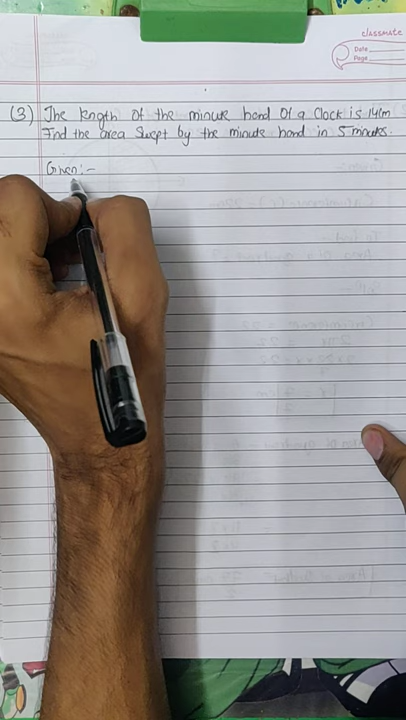 classmate
Date
Page
(3) The length Of the minute hand Of a Clock is 14cm
Find the area Swept by the minute hand in 5 minutes.
Given:-